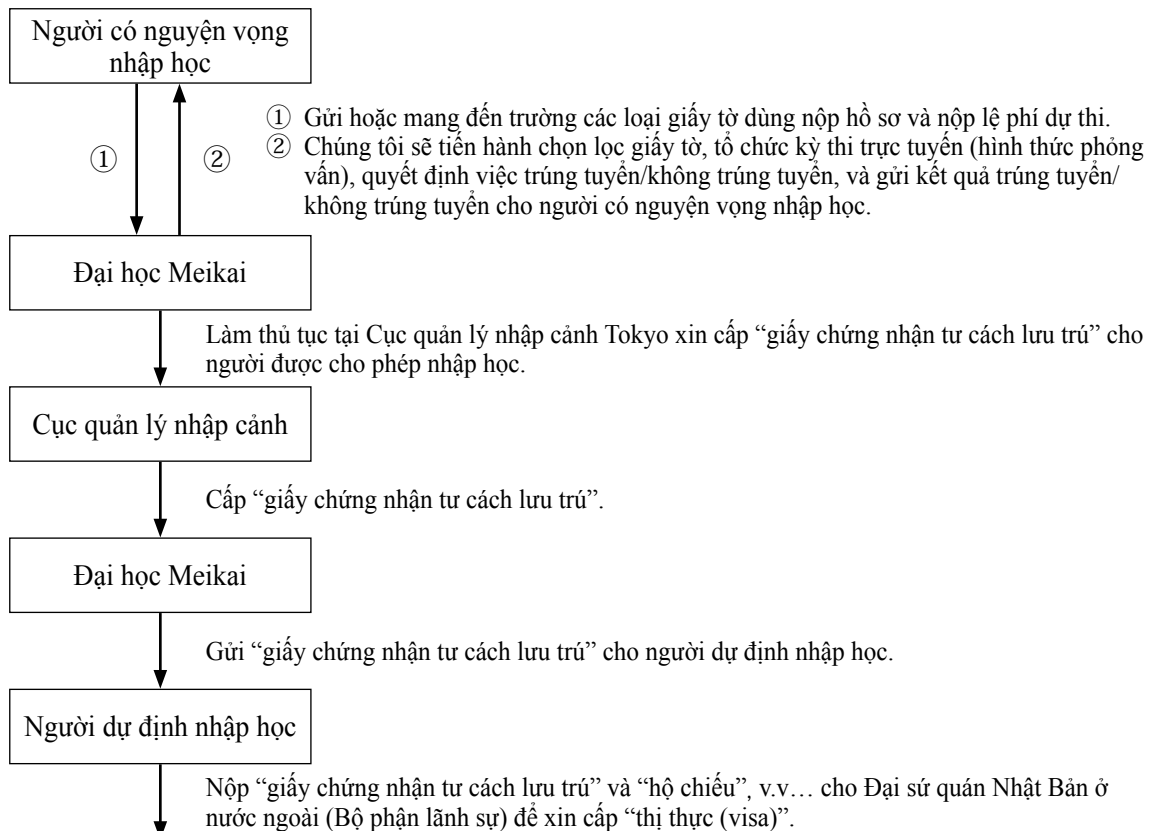 Người có nguyện vọng
nhập học
① Gửi hoặc mang đến trường các loại giấy tờ dùng nộp hồ sơ và nộp lệ phí dự thi.
① ② ② Chúng tôi sẽ tiến hành chọn lọc giấy tờ, tổ chức kỳ thi trực tuyến (hình thức phỏng
vấn), quyết định việc trúng tuyển/không trúng tuyển, và gửi kết quả trúng tuyển/
không trúng tuyển cho người có nguyện vọng nhập học.
Đại học Meikai
Làm thủ tục tại Cục quản lý nhập cảnh Tokyo xin cấp “giấy chứng nhận tư cách lưu trú” cho
người được cho phép nhập học.
Cục quản lý nhập cảnh
Cấp “giấy chứng nhận tư cách lưu trú”.
Đại học Meikai
Gửi “giấy chứng nhận tư cách lưu trú” cho người dự định nhập học.
Người dự định nhập học
Nộp “giấy chứng nhận tư cách lưu trú” và “hộ chiếu”, v.v… cho Đại sứ quán Nhật Bản ở
nước ngoài (Bộ phận lãnh sự) để xin cấp “thị thực (visa)”.